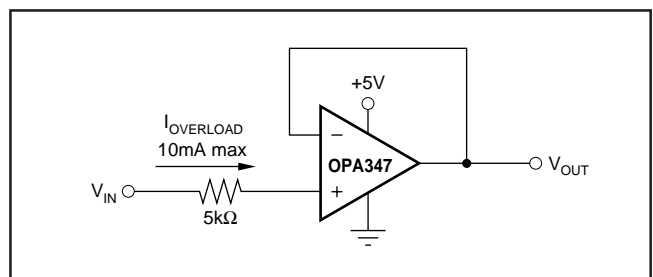 +5V
I_OVERLOAD
10mA max
−
OPA347
V_OUT
+
V_IN
5kΩ